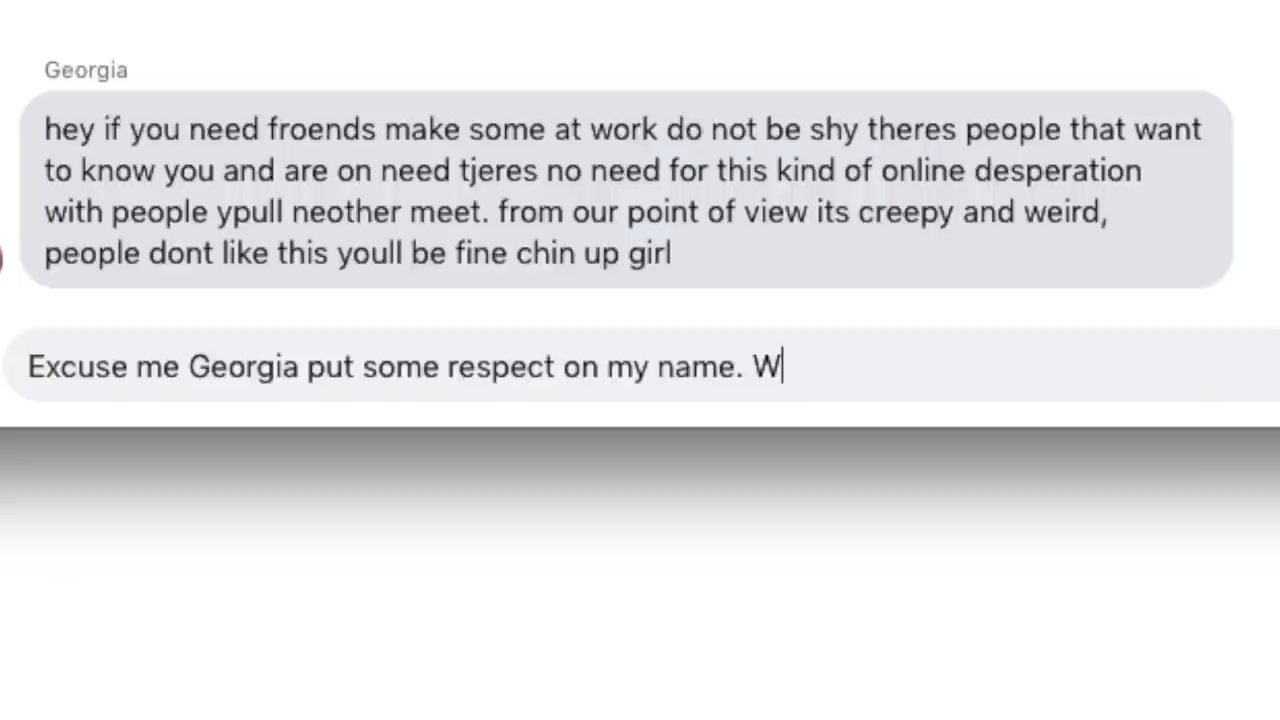 Georgia
hey if you need froends make some at work do not be shy theres people that want
to know you and are on need tjeres no need for this kind of online desperation
with people ypull neother meet. from our point of view its creepy and weird,
people dont like this youll be fine chin up girl
Excuse me Georgia put some respect on my name. W